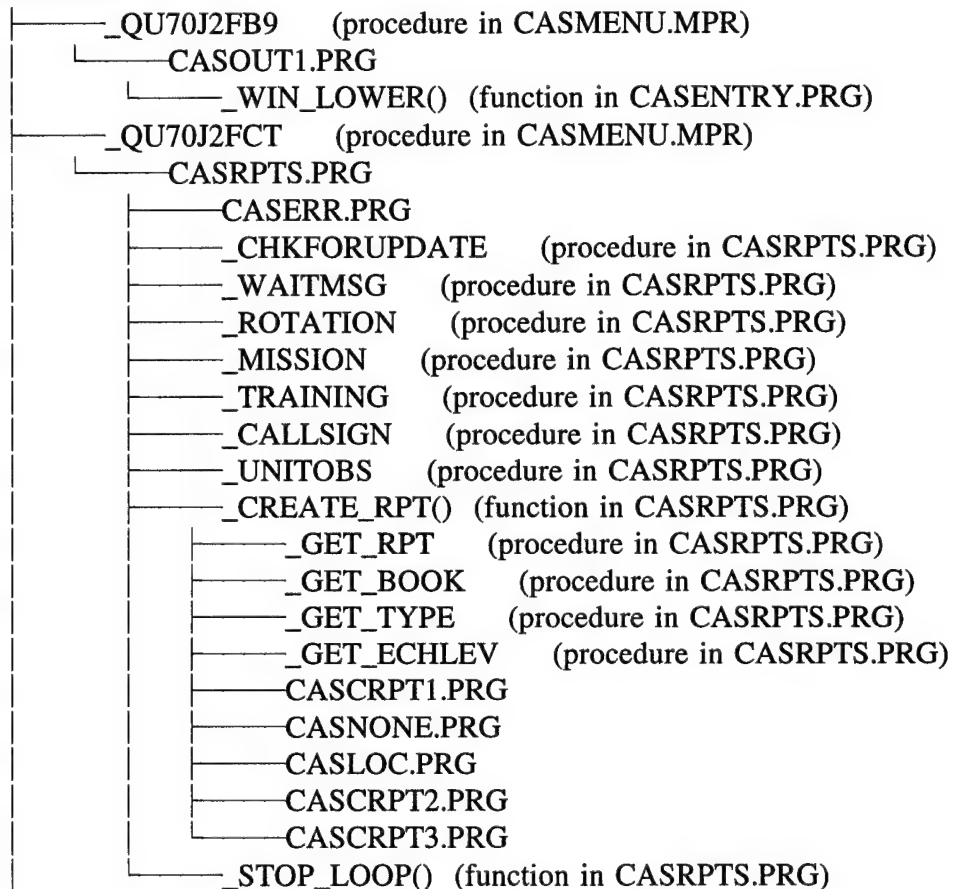 _QU70J2FB9 (procedure in CASMENU.MPR)
CASOUT1.PRG
_WIN_LOWER() (function in CASENTRY.PRG)
_QU70J2FCT (procedure in CASMENU.MPR)
CASRPTS.PRG
CASERR.PRG
_CHKFORUPDATE (procedure in CASRPTS.PRG)
_WAITMSG (procedure in CASRPTS.PRG)
_ROTATION (procedure in CASRPTS.PRG)
_MISSION (procedure in CASRPTS.PRG)
_TRAINING (procedure in CASRPTS.PRG)
_CALLSIGN (procedure in CASRPTS.PRG)
_UNITOBS (procedure in CASRPTS.PRG)
_CREATE_RPT() (function in CASRPTS.PRG)
_GET_RPT (procedure in CASRPTS.PRG)
_GET_BOOK (procedure in CASRPTS.PRG)
_GET_TYPE (procedure in CASRPTS.PRG)
_GET_ECHLEV (procedure in CASRPTS.PRG)
CASCRPT1.PRG
CASNONE.PRG
CASLOC.PRG
CASCRPT2.PRG
CASCRPT3.PRG
_STOP_LOOP() (function in CASRPTS.PRG)